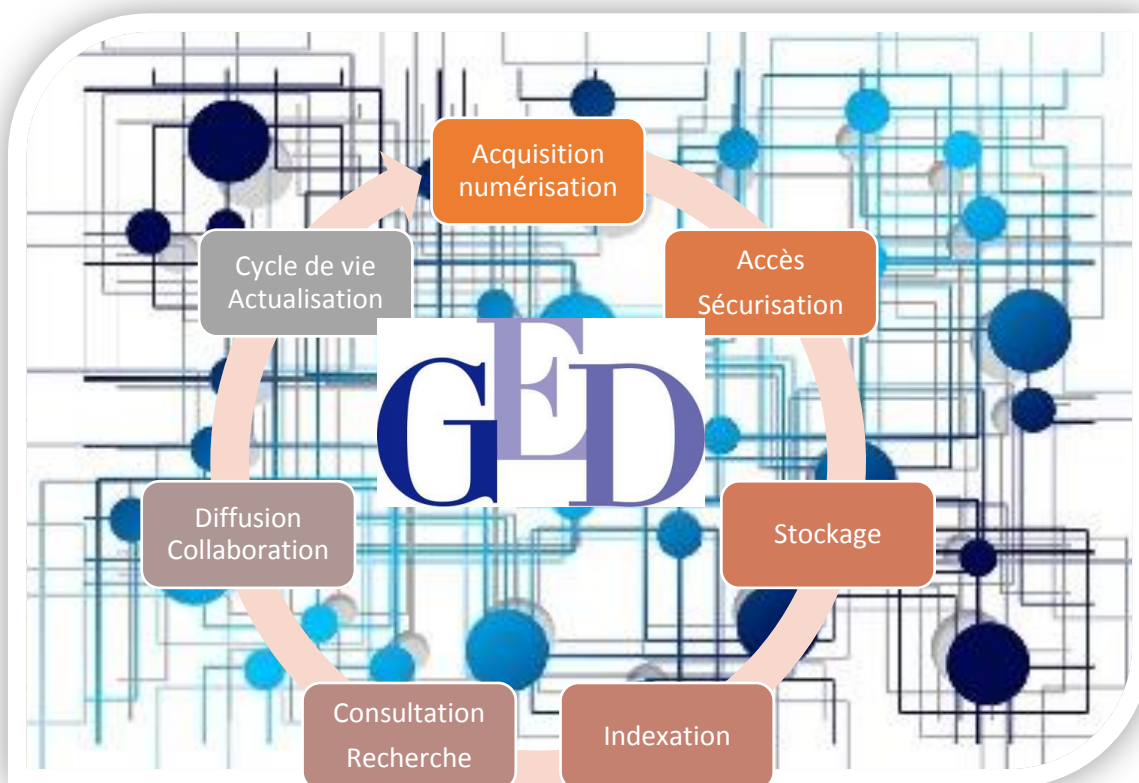 Acquisition
numérisation
Accès
Sécurisation
Stockage
Indexation
Consultation
Recherche
Diffusion
Collaboration
Cycle de vie
Actualisation
GED